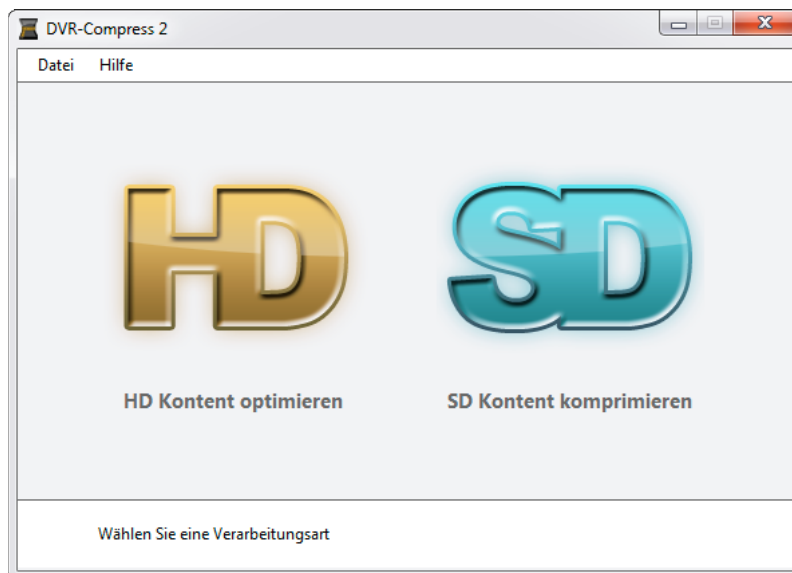 DVR-Compress 2
Datei Hilfe
HD SD
HD Kontent optimieren SD Kontent komprimieren
Wählen Sie eine Verarbeitungsart